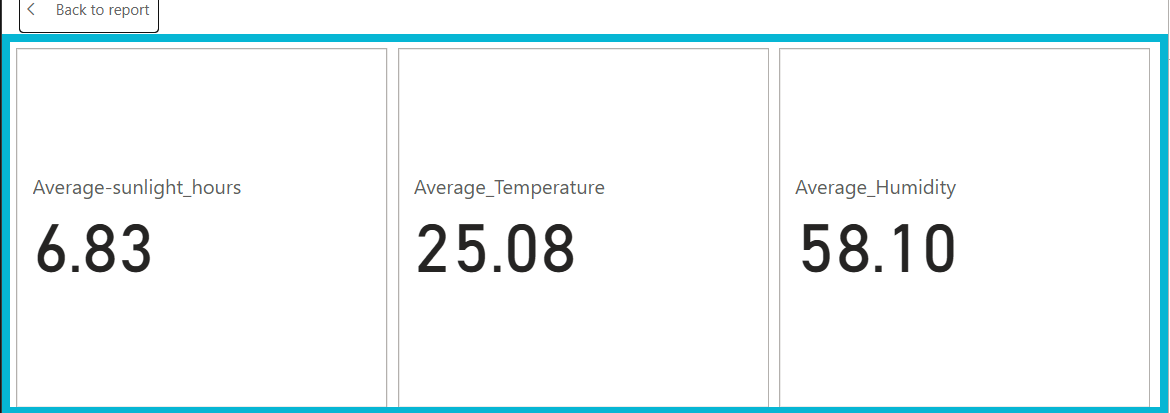 Back to report
Average-sunlight_hours
6.83
Average_Temperature
25.08
Average_Humidity
58.10